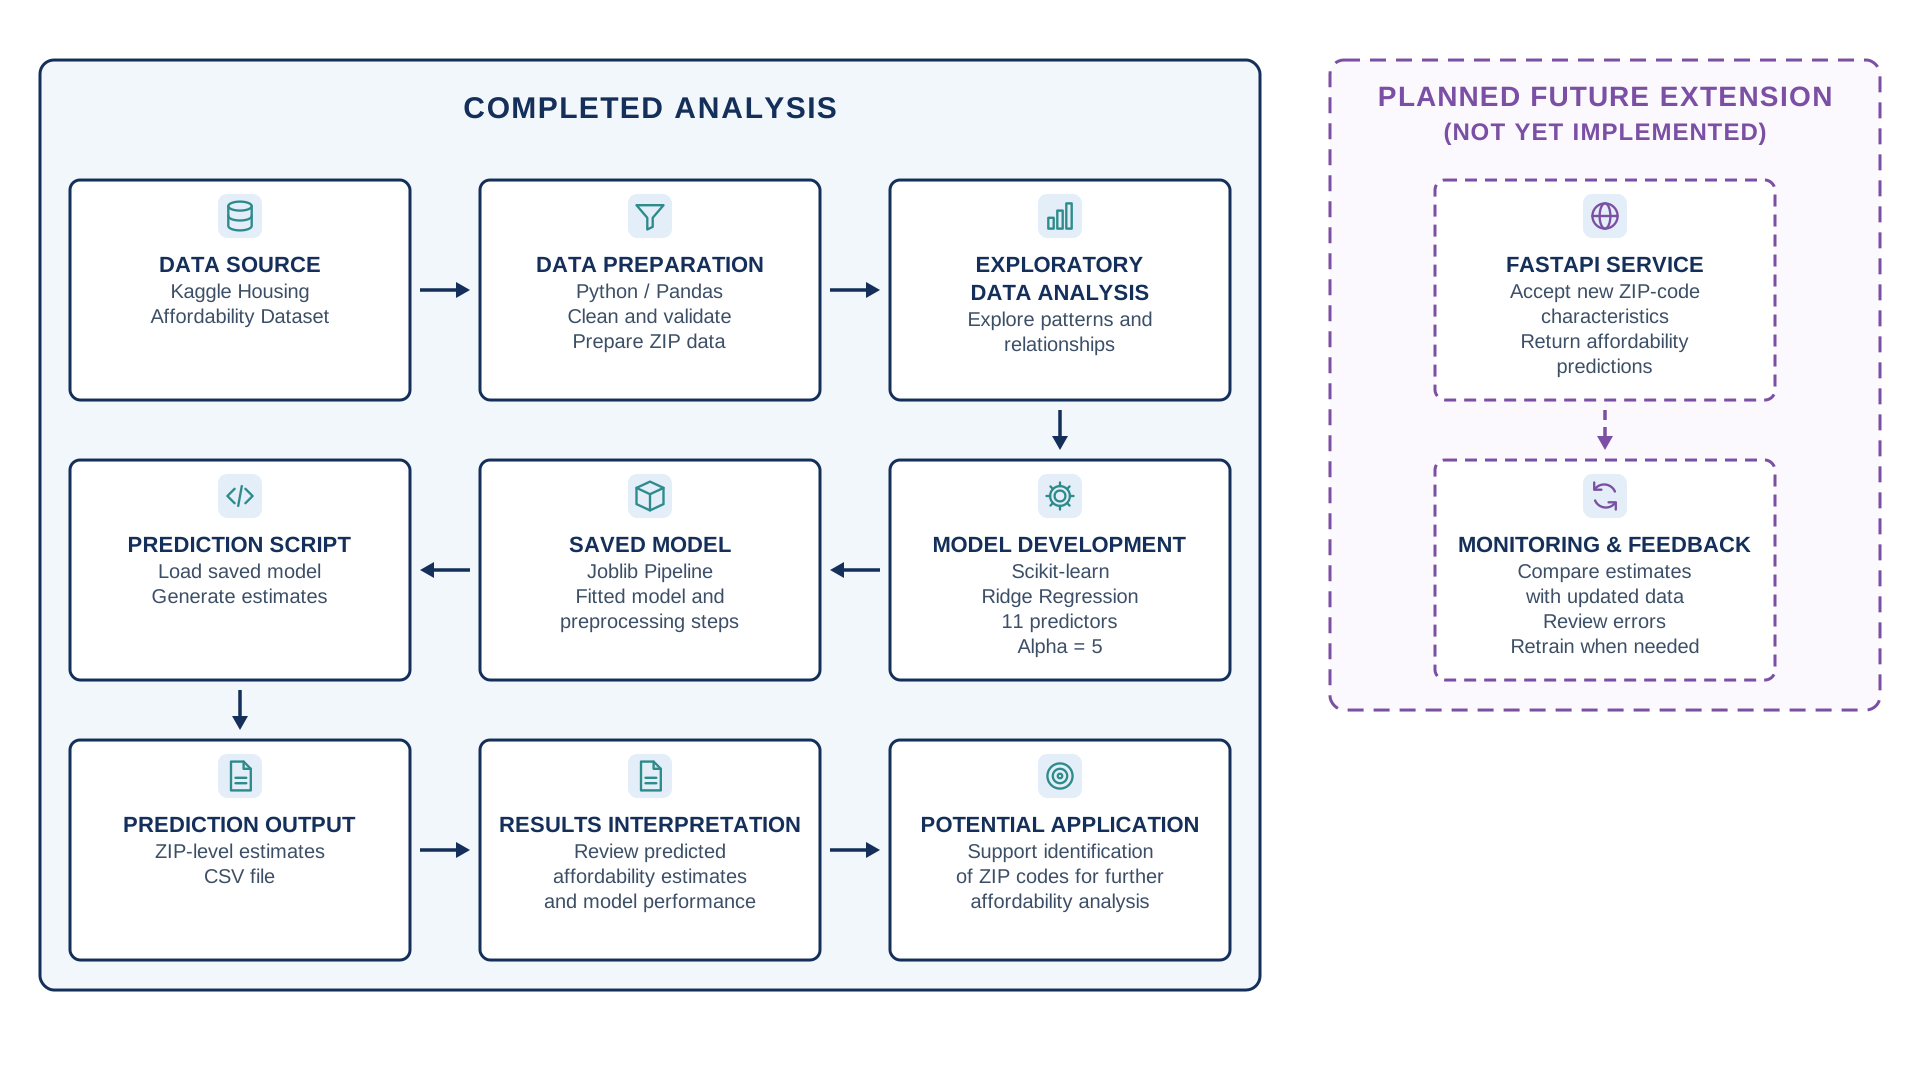 COMPLETED ANALYSIS
DATA SOURCE
Kaggle Housing
Affordability Dataset
DATA PREPARATION
Python / Pandas
Clean and validate
Prepare ZIP data
EXPLORATORY
DATA ANALYSIS
Explore patterns and
relationships
MODEL DEVELOPMENT
Scikit-learn
Ridge Regression
11 predictors
Alpha = 5
SAVED MODEL
Joblib Pipeline
Fitted model and
preprocessing steps
PREDICTION SCRIPT
Load saved model
Generate estimates
PREDICTION OUTPUT
ZIP-level estimates
CSV file
RESULTS INTERPRETATION
Review predicted
affordability estimates
and model performance
POTENTIAL APPLICATION
Support identification
of ZIP codes for further
affordability analysis
PLANNED FUTURE EXTENSION
(NOT YET IMPLEMENTED)
FASTAPI SERVICE
Accept new ZIP-code
characteristics
Return affordability
predictions
MONITORING & FEEDBACK
Compare estimates
with updated data
Review errors
Retrain when needed